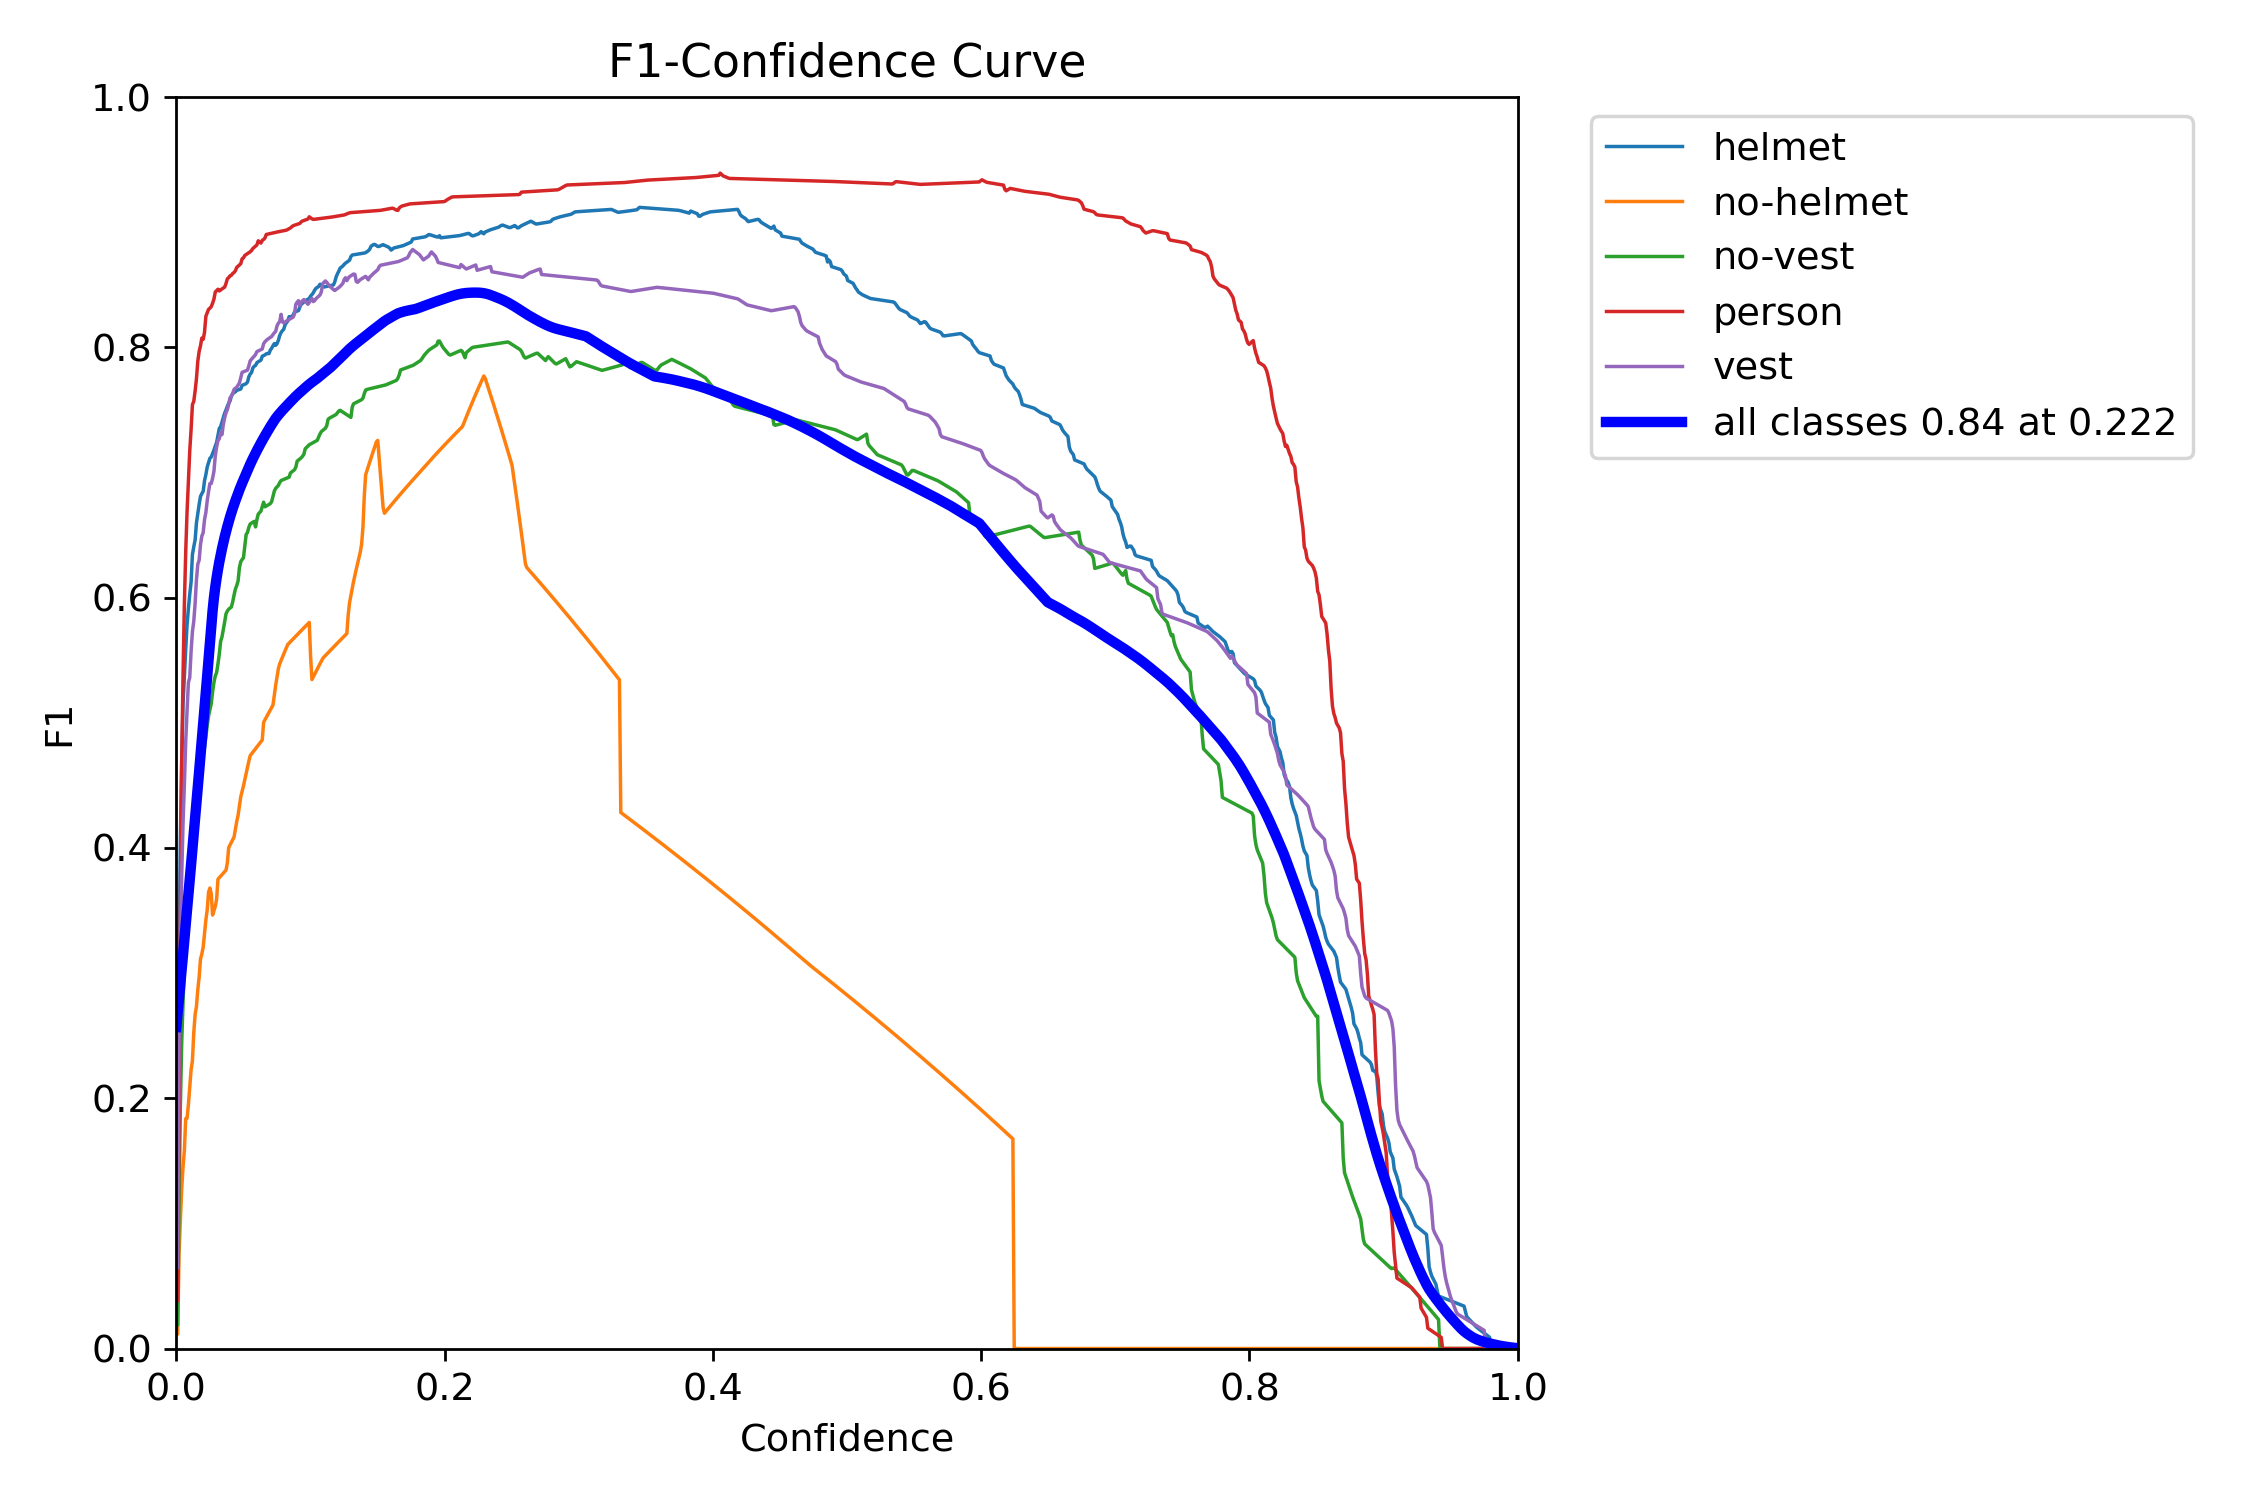 F1-Confidence Curve
1.0
0.8
0.6
0.4
0.2
0.0
F1
0.0 0.2 0.4 0.6 0.8 1.0
Confidence
helmet
no-helmet
no-vest
person
vest
all classes 0.84 at 0.222